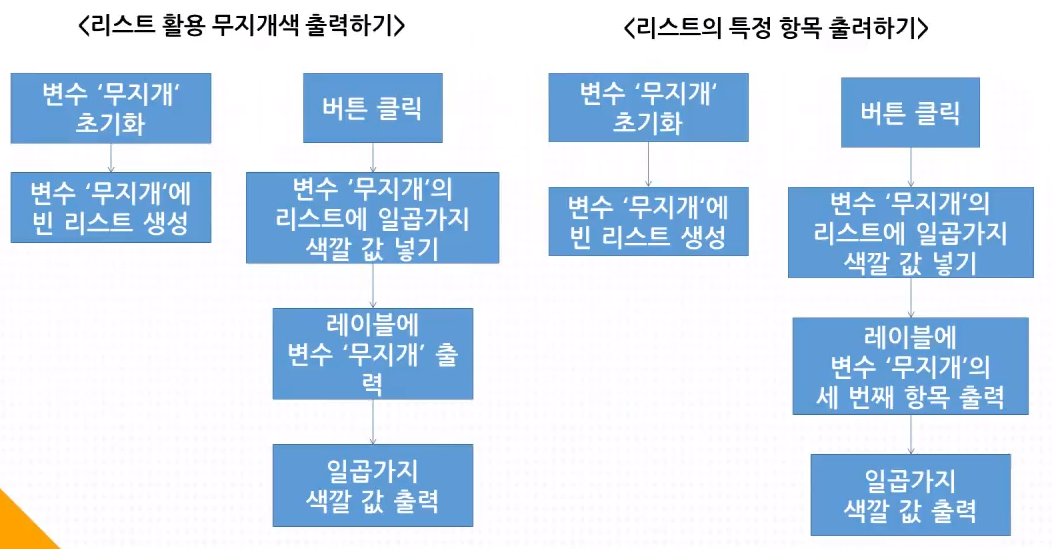 <리스트 활용 무지개색 출력하기>
변수 ‘무지개‘
초기화
변수 ‘무지개‘에
빈 리스트 생성
버튼 클릭
변수 ’무지개‘의
리스트에 일곱가지
색깔 값 넣기
레이블에
변수 ‘무지개’ 출
력
일곱가지
색깔 값 출력
<리스트의 특정 항목 출려하기>
변수 ‘무지개‘
초기화
변수 ‘무지개‘에
빈 리스트 생성
버튼 클릭
변수 ‘무지개‘의
리스트에 일곱가지
색깔 값 넣기
레이블에
변수 ‘무지개’의
세 번째 항목 출력
일곱가지
색깔 값 출력